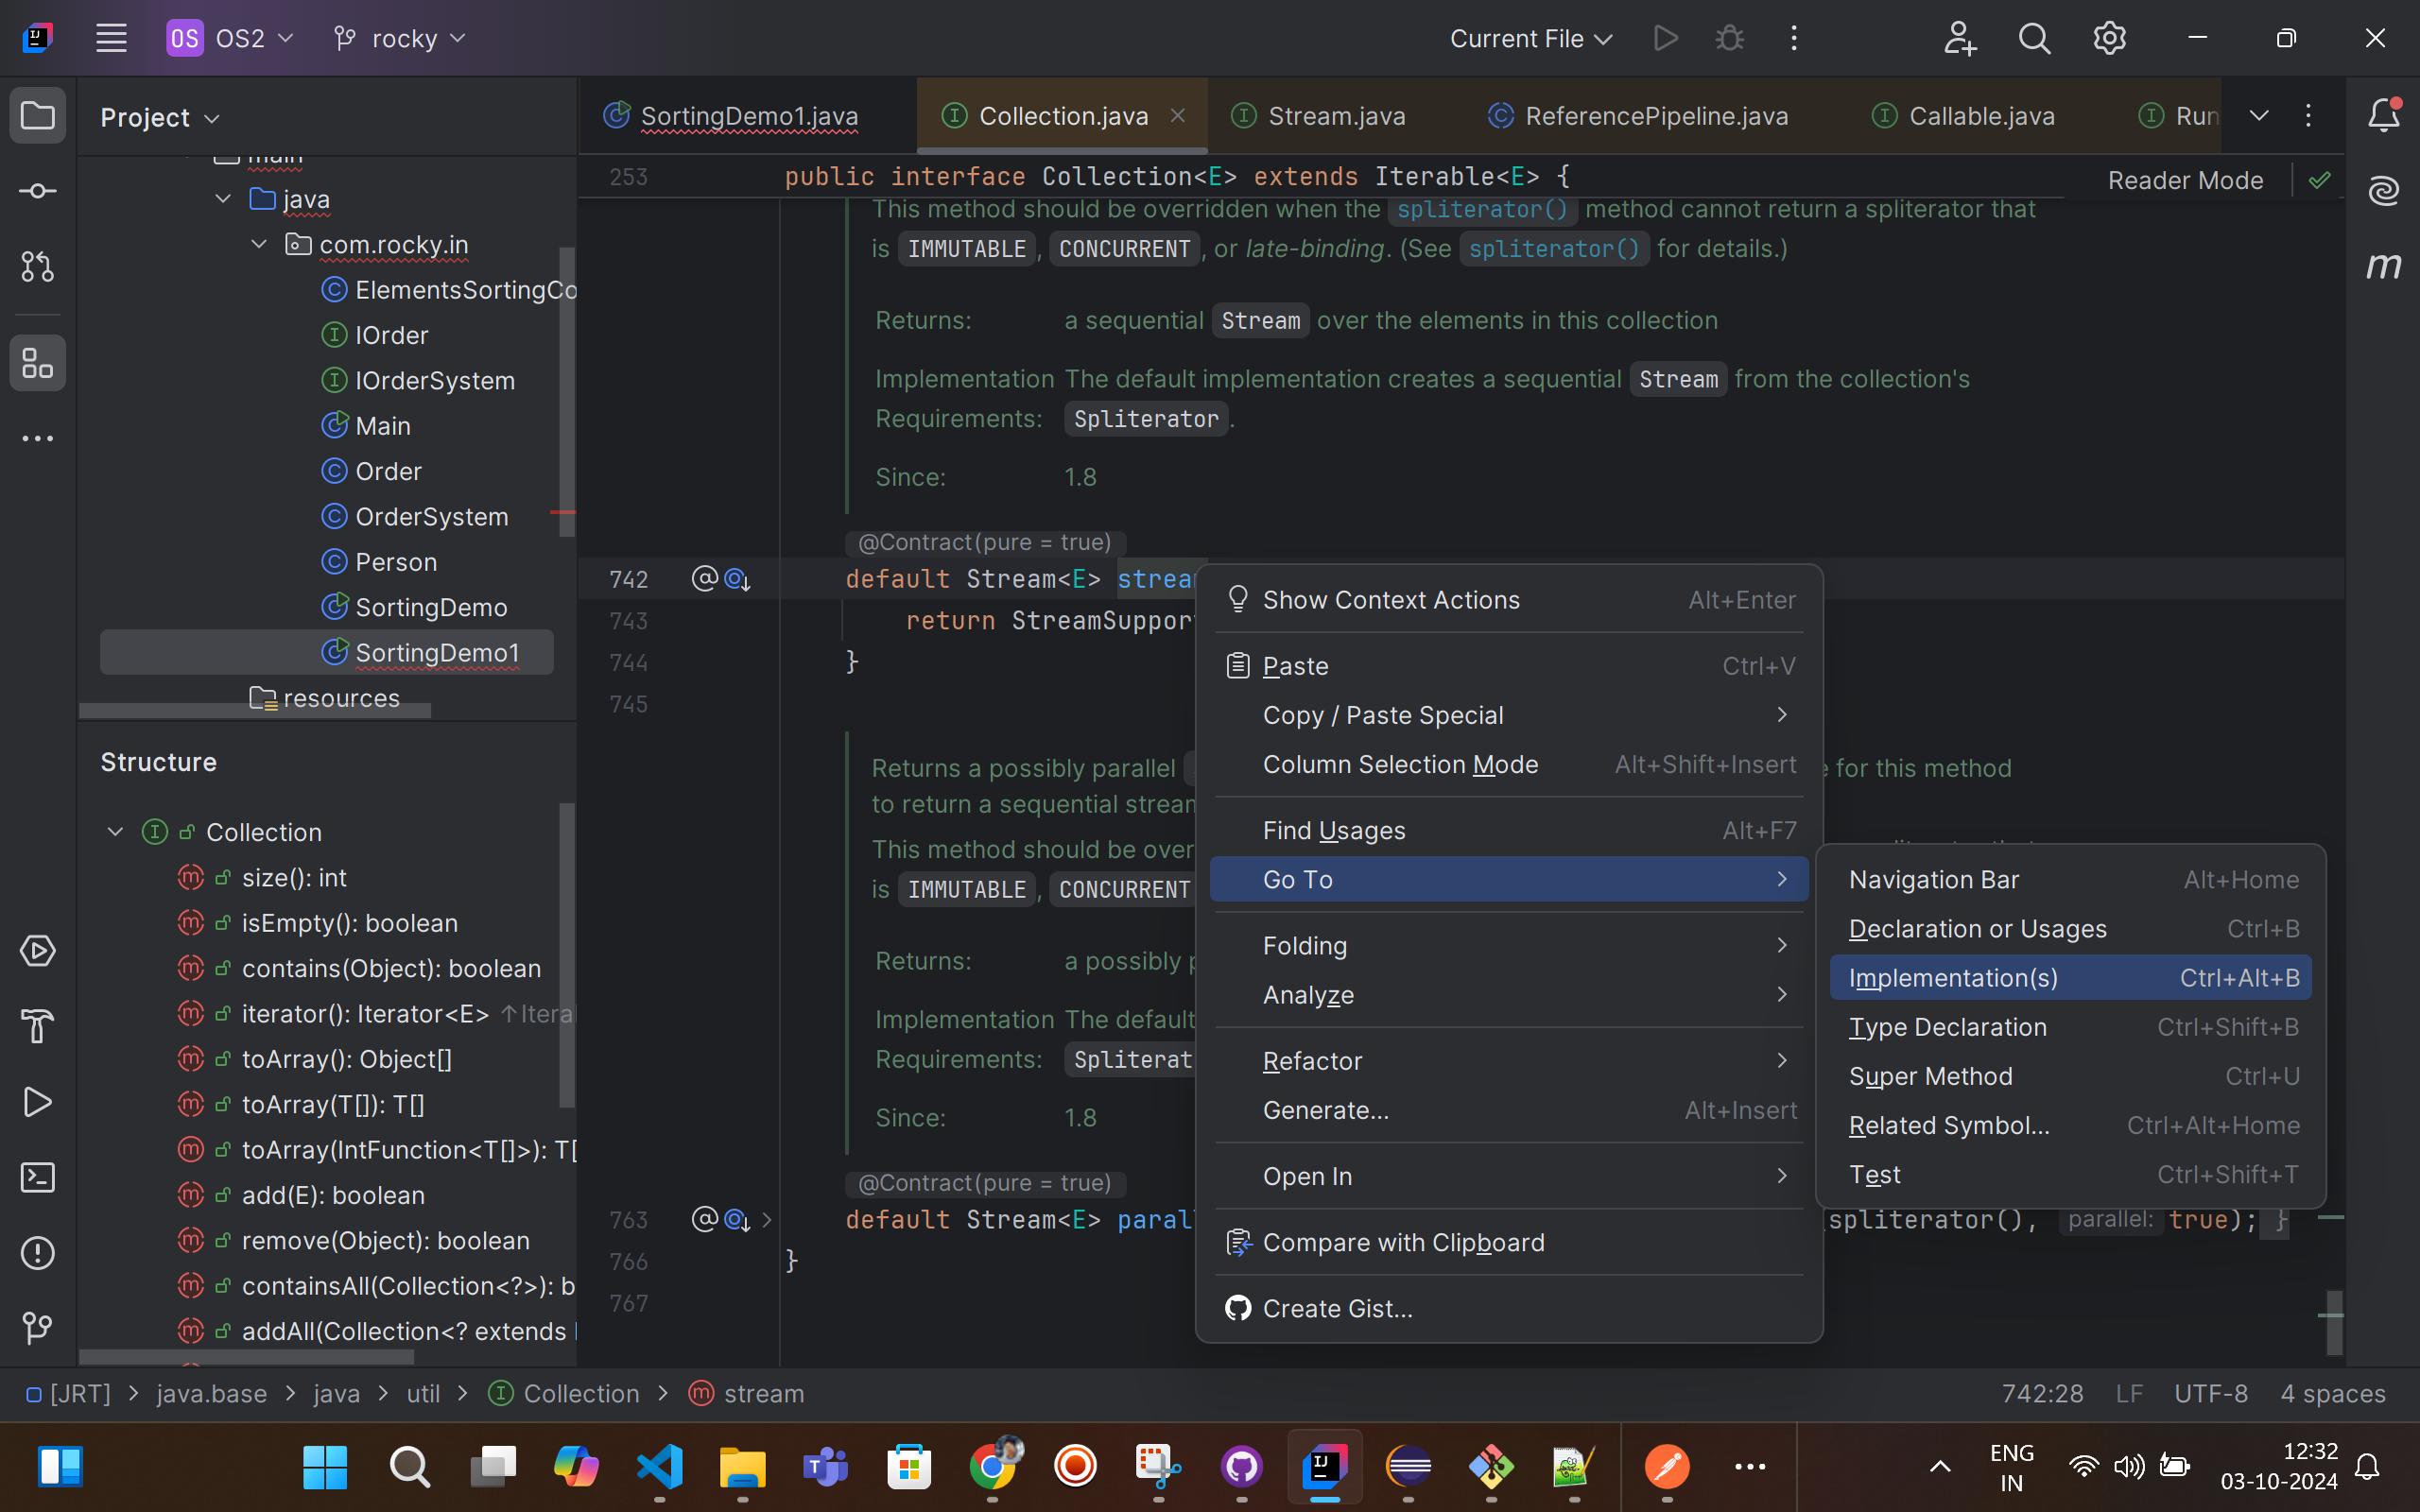 OS OS2
rocky
Current File
Project
main
java
com.rocky.in
ElementsSortingCo
IOrder
IOrderSystem
Main
Order
OrderSystem
Person
SortingDemo
SortingDemo1
resources
Structure
Collection
size(): int
isEmpty(): boolean
contains(Object): boolean
iterator(): Iterator<E> ↑Itera
toArray(): Object[]
toArray(T[]): T[]
toArray(IntFunction<T[]>): T[
add(E): boolean
remove(Object): boolean
containsAll(Collection<?>): b
addAll(Collection<? extends
SortingDemo1.java
Collection.java
Stream.java
ReferencePipeline.java
Callable.java
Run
253 public interface Collection<E> extends Iterable<E> {
Reader Mode
This method should be overridden when the spliterator() method cannot return a spliterator that
is IMMUTABLE, CONCURRENT, or late-binding. (See spliterator() for details.)
Returns: a sequential Stream over the elements in this collection
Implementation The default implementation creates a sequential Stream from the collection's
Requirements: Spliterator.
Since: 1.8
@Contract(pure = true)
742 default Stream<E> stream
743 return StreamSuppor
744 }
745
Returns a possibly parallel e for this method
to return a sequential stream
This method should be over
is IMMUTABLE, CONCURRENT
Returns: a possibly p
Implementation The default
Requirements: Spliterat
Since: 1.8
@Contract(pure = true)
763 default Stream<E> paral (spliterator(), parallel: true); }
766 }
767
Show Context Actions Alt+Enter
Paste Ctrl+V
Copy / Paste Special
Column Selection Mode Alt+Shift+Insert
Find Usages Alt+F7
Go To
Folding
Analyze
Refactor
Generate... Alt+Insert
Open In
Compare with Clipboard
Create Gist...
Navigation Bar Alt+Home
Declaration or Usages Ctrl+B
Implementation(s) Ctrl+Alt+B
Type Declaration Ctrl+Shift+B
Super Method Ctrl+U
Related Symbol... Ctrl+Alt+Home
Test Ctrl+Shift+T
[JRT] > java.base > java > util > Collection > stream
742:28 LF UTF-8 4 spaces
ENG
IN
12:32
03-10-2024